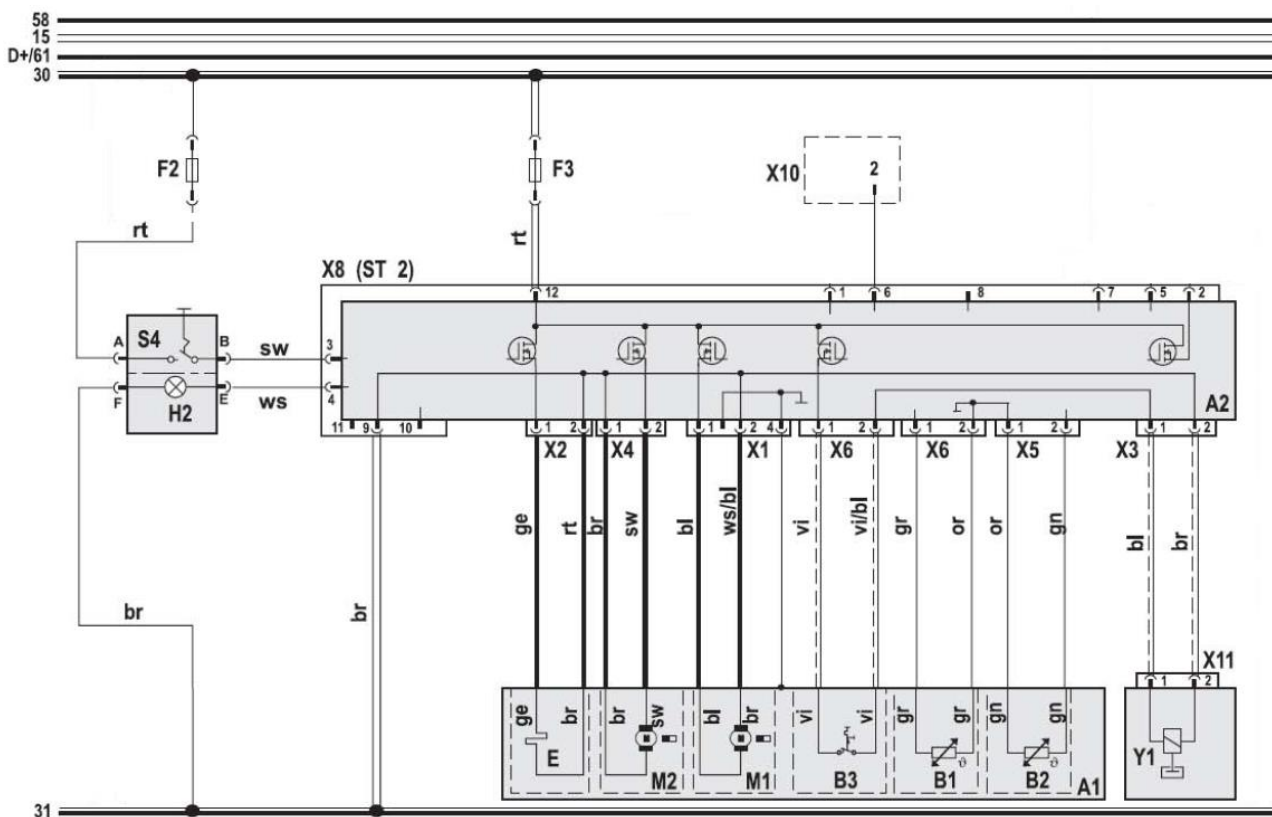 58
15
D+/61
30
F2
F3
X10
2
rt
rt
X8 (ST 2)
12
1
6
8
7
5
2
S4
A
B
sw
3
F
E
ws
4
H2
A2
11
9
10
1
2
1
2
1
2
4
1
2
1
2
1
2
1
2
X2
X4
X1
X6
X6
X5
X3
ge
rt
br
sw
bl
ws/bl
vi
vi/bl
gr
or
or
gn
bl
br
br
br
X11
1
2
ge
br
br
sw
bl
br
vi
vi
gr
gr
gn
gn
E
M2
M1
B3
ϑ
B1
ϑ
B2
A1
Y1
31